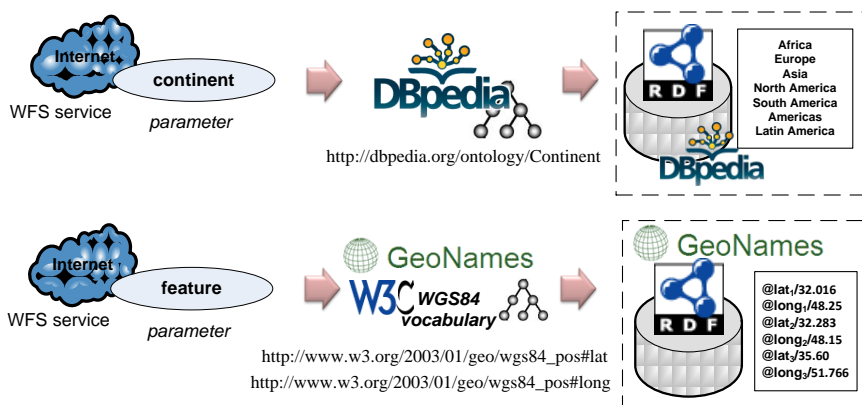 Internet
continent
WFS service
parameter
DBpedia
http://dbpedia.org/ontology/Continent
RDF
Africa
Europe
Asia
North America
South America
Americas
Latin America
DBpedia
Internet
feature
WFS service
parameter
GeoNames
W3C WGS84
vocabulary
http://www.w3.org/2003/01/geo/wgs84_pos#lat
http://www.w3.org/2003/01/geo/wgs84_pos#long
GeoNames
RDF
@lat₁/32.016
@long₁/48.25
@lat₂/32.283
@long₂/48.15
@lat₃/35.60
@long₃/51.766